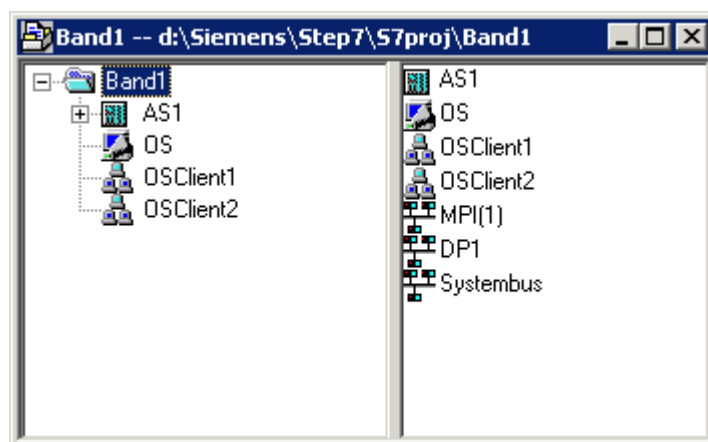 Band1 -- d:\Siemens\Step7\S7proj\Band1
Band1
AS1
OS
OSClient1
OSClient2
AS1
OS
OSClient1
OSClient2
MPI(1)
DP1
Systembus